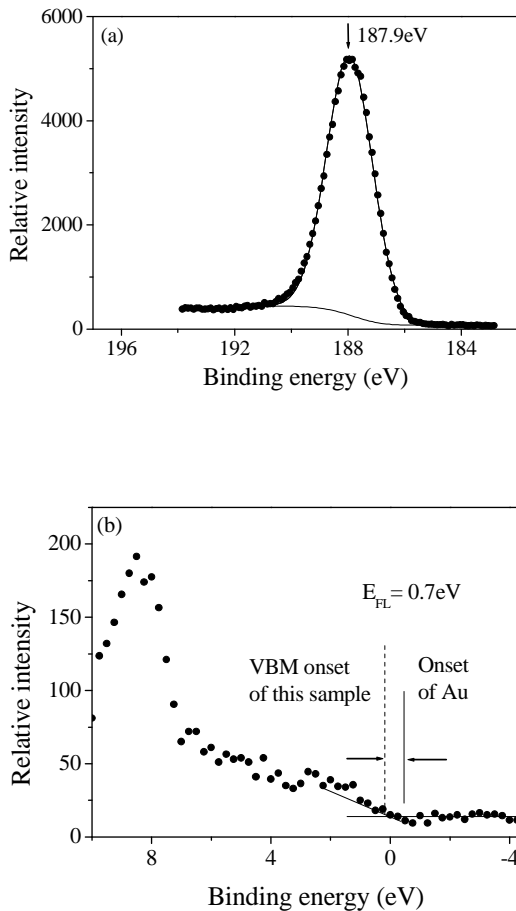 (a)
187.9eV
6000
4000
2000
0
Relative intensity
196 192 188 184
Binding energy (eV)
(b)
200
150
100
50
0
Relative intensity
E_FL = 0.7eV
VBM onset
of this sample
Onset
of Au
8 4 0 -4
Binding energy (eV)